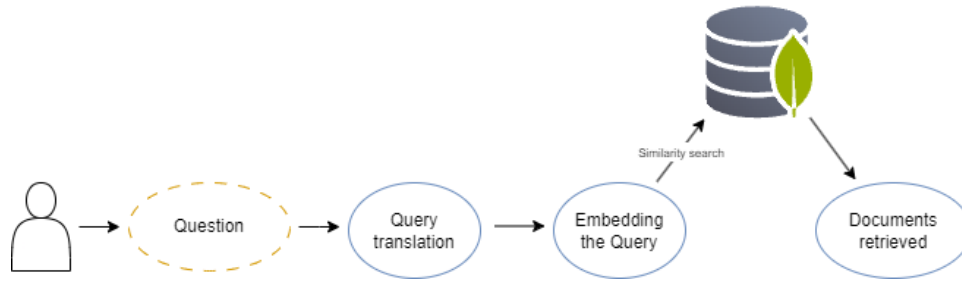 Question
Query
translation
Embedding
the Query
Similarity search
Documents
retrieved